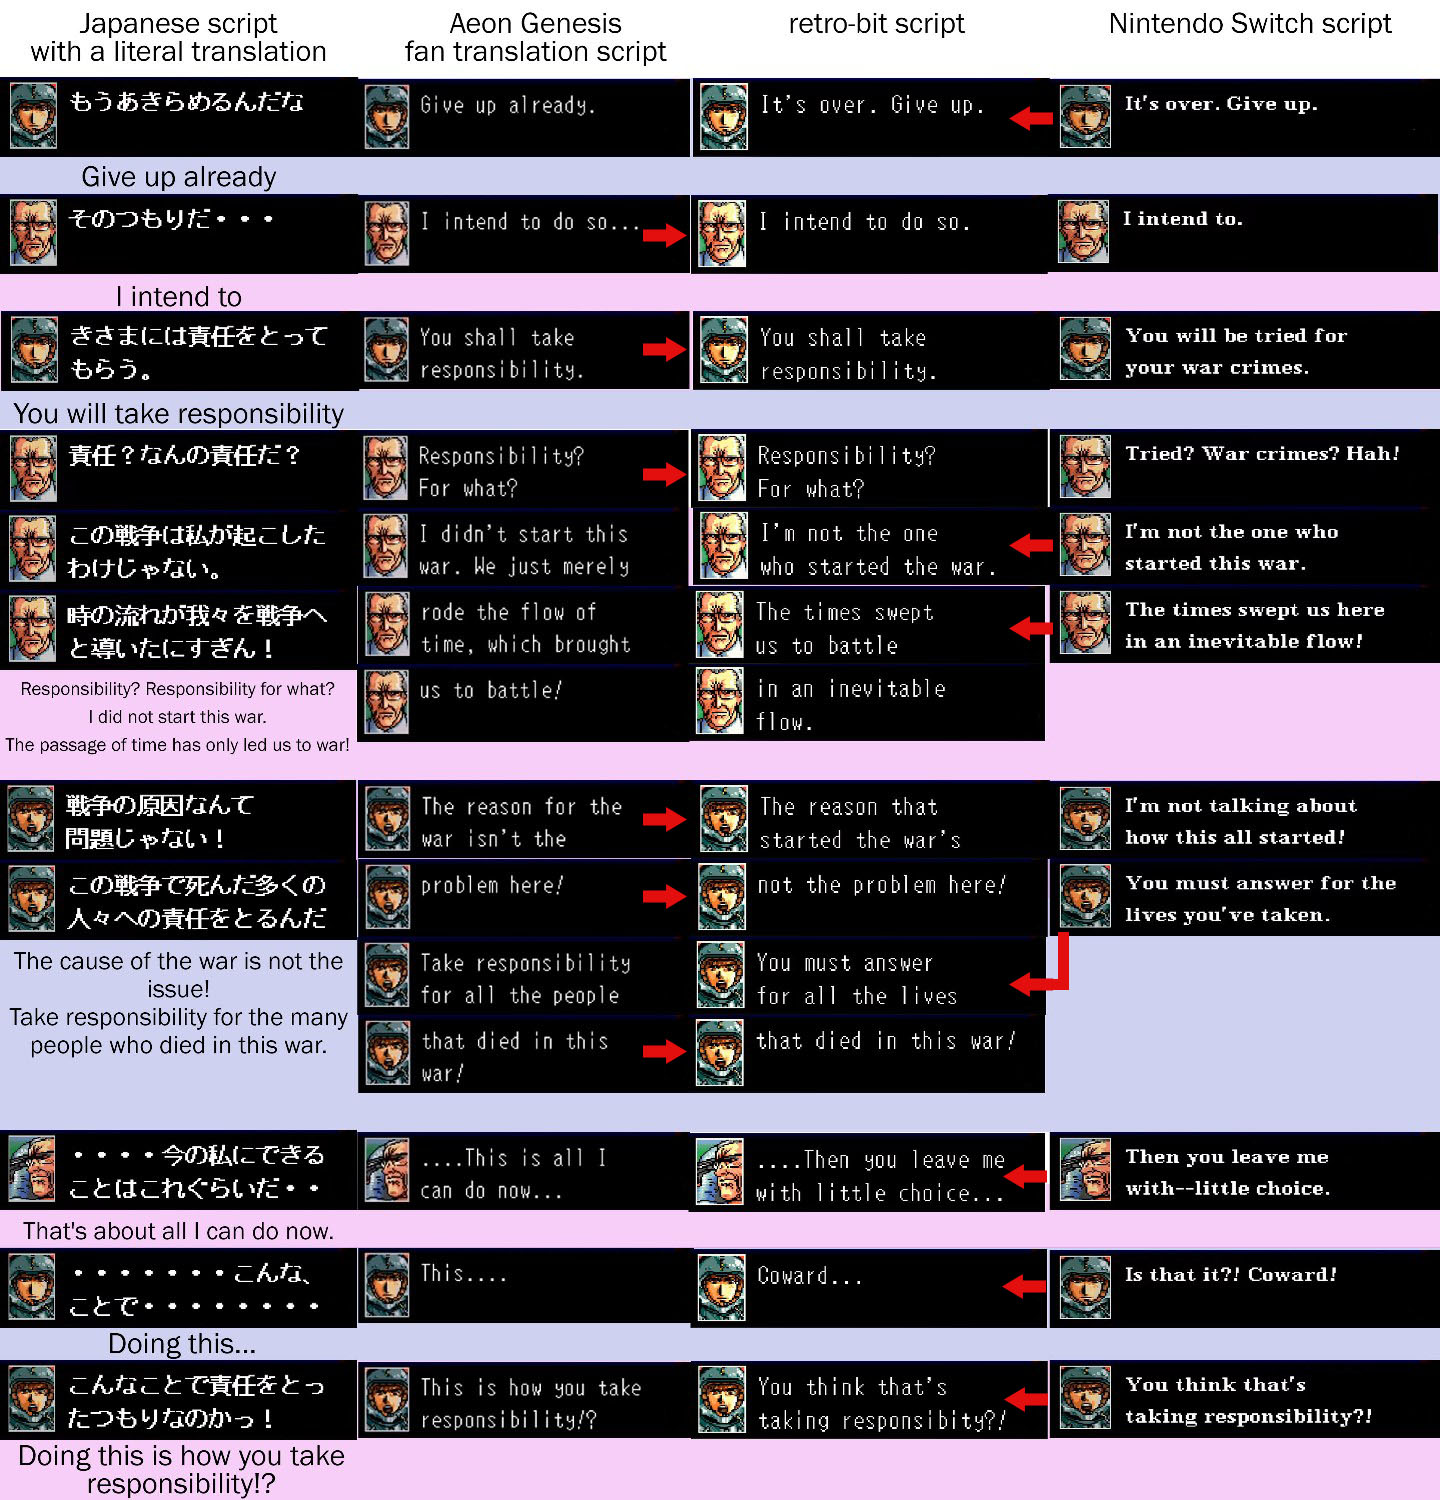 Japanese script
with a literal translation
Aeon Genesis
fan translation script
retro-bit script
Nintendo Switch script
もうあきらめるんだな
Give up already.
It's over. Give up.
It's over. Give up.
Give up already
そのつもりだ・・・
I intend to do so...
I intend to do so.
I intend to.
I intend to
きさまには責任をとって
もらう。
You shall take
responsibility.
You shall take
responsibility.
You will be tried for
your war crimes.
You will take responsibility
責任?なんの責任だ?
Responsibility?
For what?
Responsibility?
For what?
Tried? War crimes? Hah!
この戦争は私が起こした
わけじゃない。
I didn't start this
war. We just merely
I'm not the one
who started the war.
I'm not the one who
started this war.
時の流れが我々を戦争へ
と導いたにすぎん!
rode the flow of
time, which brought
The times swept
us to battle
The times swept us here
in an inevitable flow!
us to battle!
in an inevitable
flow.
Responsibility? Responsibility for what?
I did not start this war.
The passage of time has only led us to war!
戦争の原因なんて
問題じゃない!
The reason for the
war isn't the
The reason that
started the war's
I'm not talking about
how this all started!
この戦争で死んだ多くの
人々への責任をとるんだ
problem here!
not the problem here!
You must answer for the
lives you've taken.
Take responsibility
for all the people
You must answer
for all the lives
that died in this
war!
that died in this war!
The cause of the war is not the
issue!
Take responsibility for the many
people who died in this war.
・・・・今の私にできる
ことはこれぐらいだ・・
....This is all I
can do now...
....Then you leave me
with little choice...
Then you leave me
with--little choice.
That's about all I can do now.
・・・・・・・こんな、
ことで・・・・・・・・
This....
Coward...
Is that it?! Coward!
Doing this...
こんなことで責任をとっ
たつもりなのかっ!
This is how you take
responsibility!?
You think that's
taking responsibity?!
You think that's
taking responsibility?!
Doing this is how you take
responsibility!?